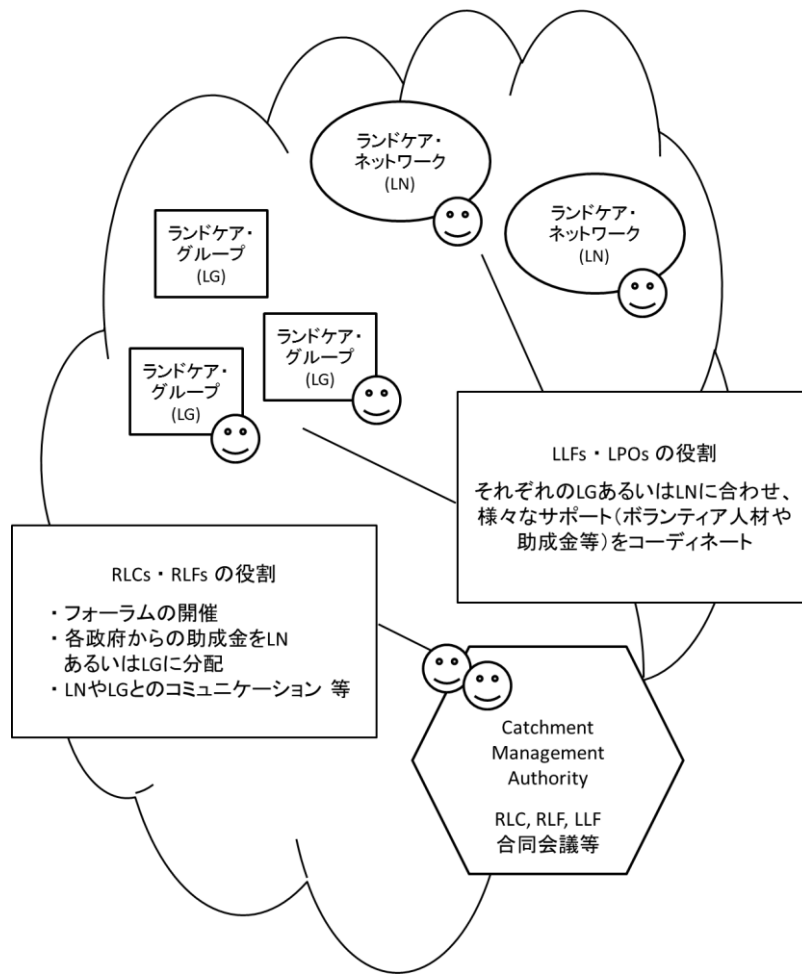 ランドケア・
ネットワーク
(LN)
ランドケア・
ネットワーク
(LN)
ランドケア・
グループ
(LG)
ランドケア・
グループ
(LG)
ランドケア・
グループ
(LG)
LLFs・LPOs の役割
それぞれのLGあるいはLNに合わせ、
様々なサポート(ボランティア人材や
助成金等)をコーディネート
RLCs・RLFs の役割
・フォーラムの開催
・各政府からの助成金をLN
あるいはLGに分配
・LNやLGとのコミュニケーション 等
Catchment
Management
Authority
RLC, RLF, LLF
合同会議等